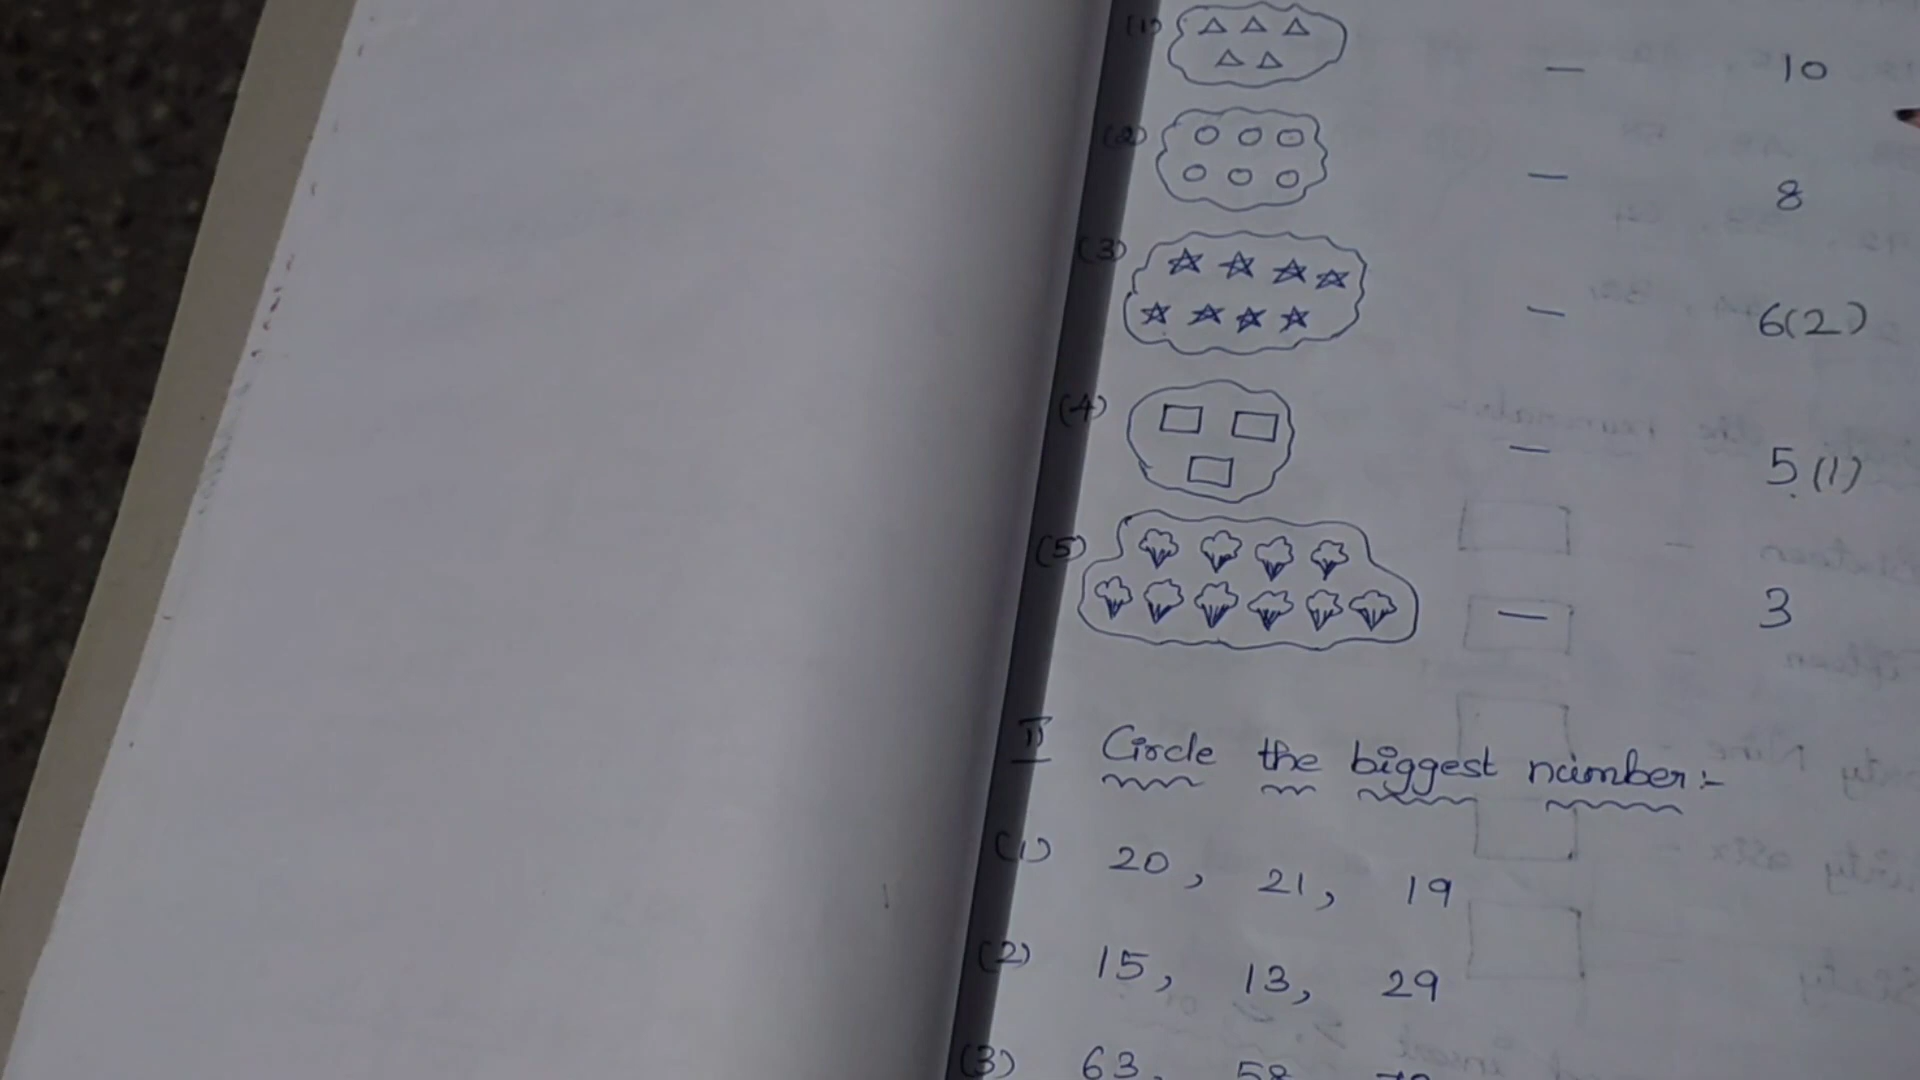 (1) — 10
(2) — 8
(3) — 6(2)
(4) — 5(1)
(5) — 3
II Circle the biggest number:-
(1) 20, 21, 19
(2) 15, 13, 29
(3) 63, 58,